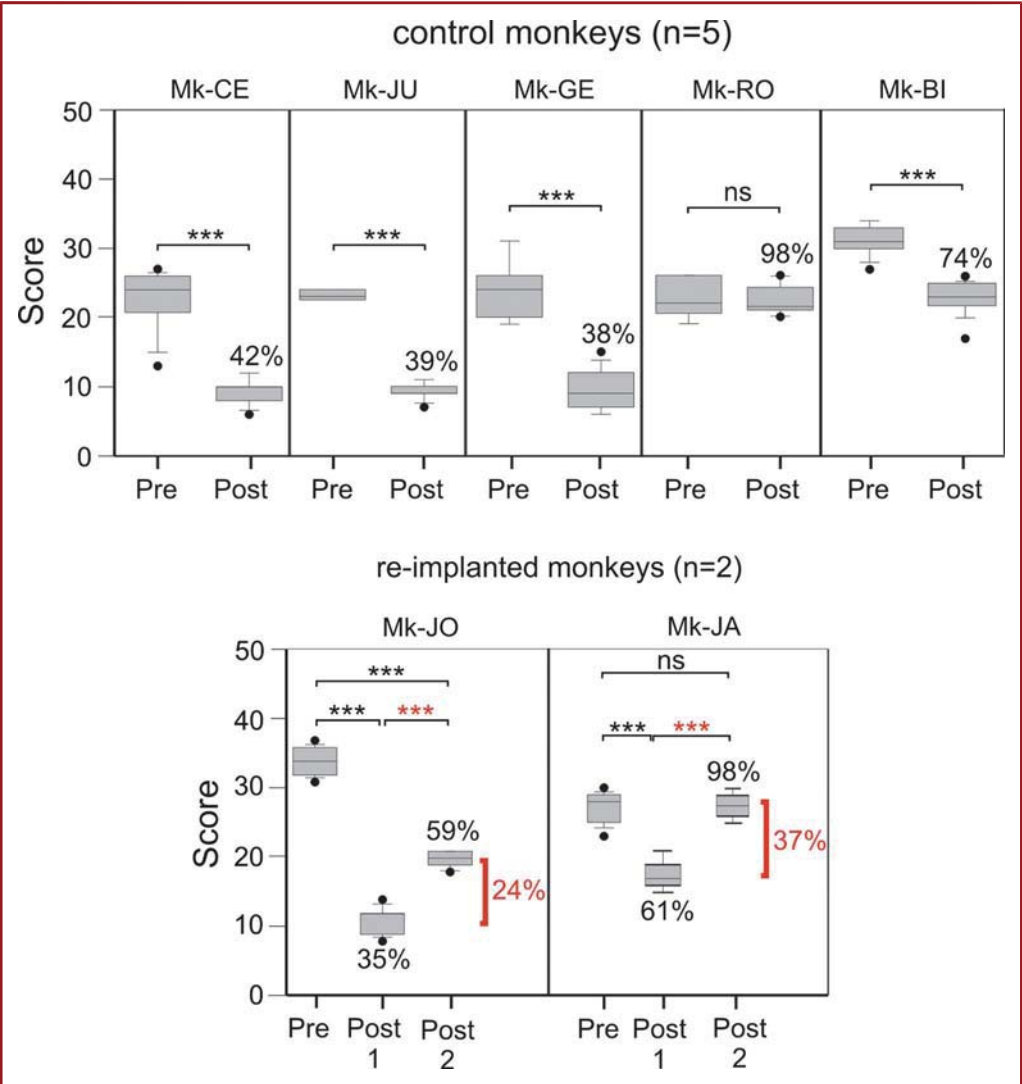 control monkeys (n=5)
Mk-CE Mk-JU Mk-GE Mk-RO Mk-BI
50
40
30
20
10
0
Score
*** *** *** ns ***
42% 39% 38% 98% 74%
Pre Post Pre Post Pre Post Pre Post Pre Post
re-implanted monkeys (n=2)
Mk-JO Mk-JA
50
40
30
20
10
0
Score
*** ns
*** *** *** ***
59% 98%
24% 37%
35% 61%
Pre Post Post Pre Post Post
1 2 1 2